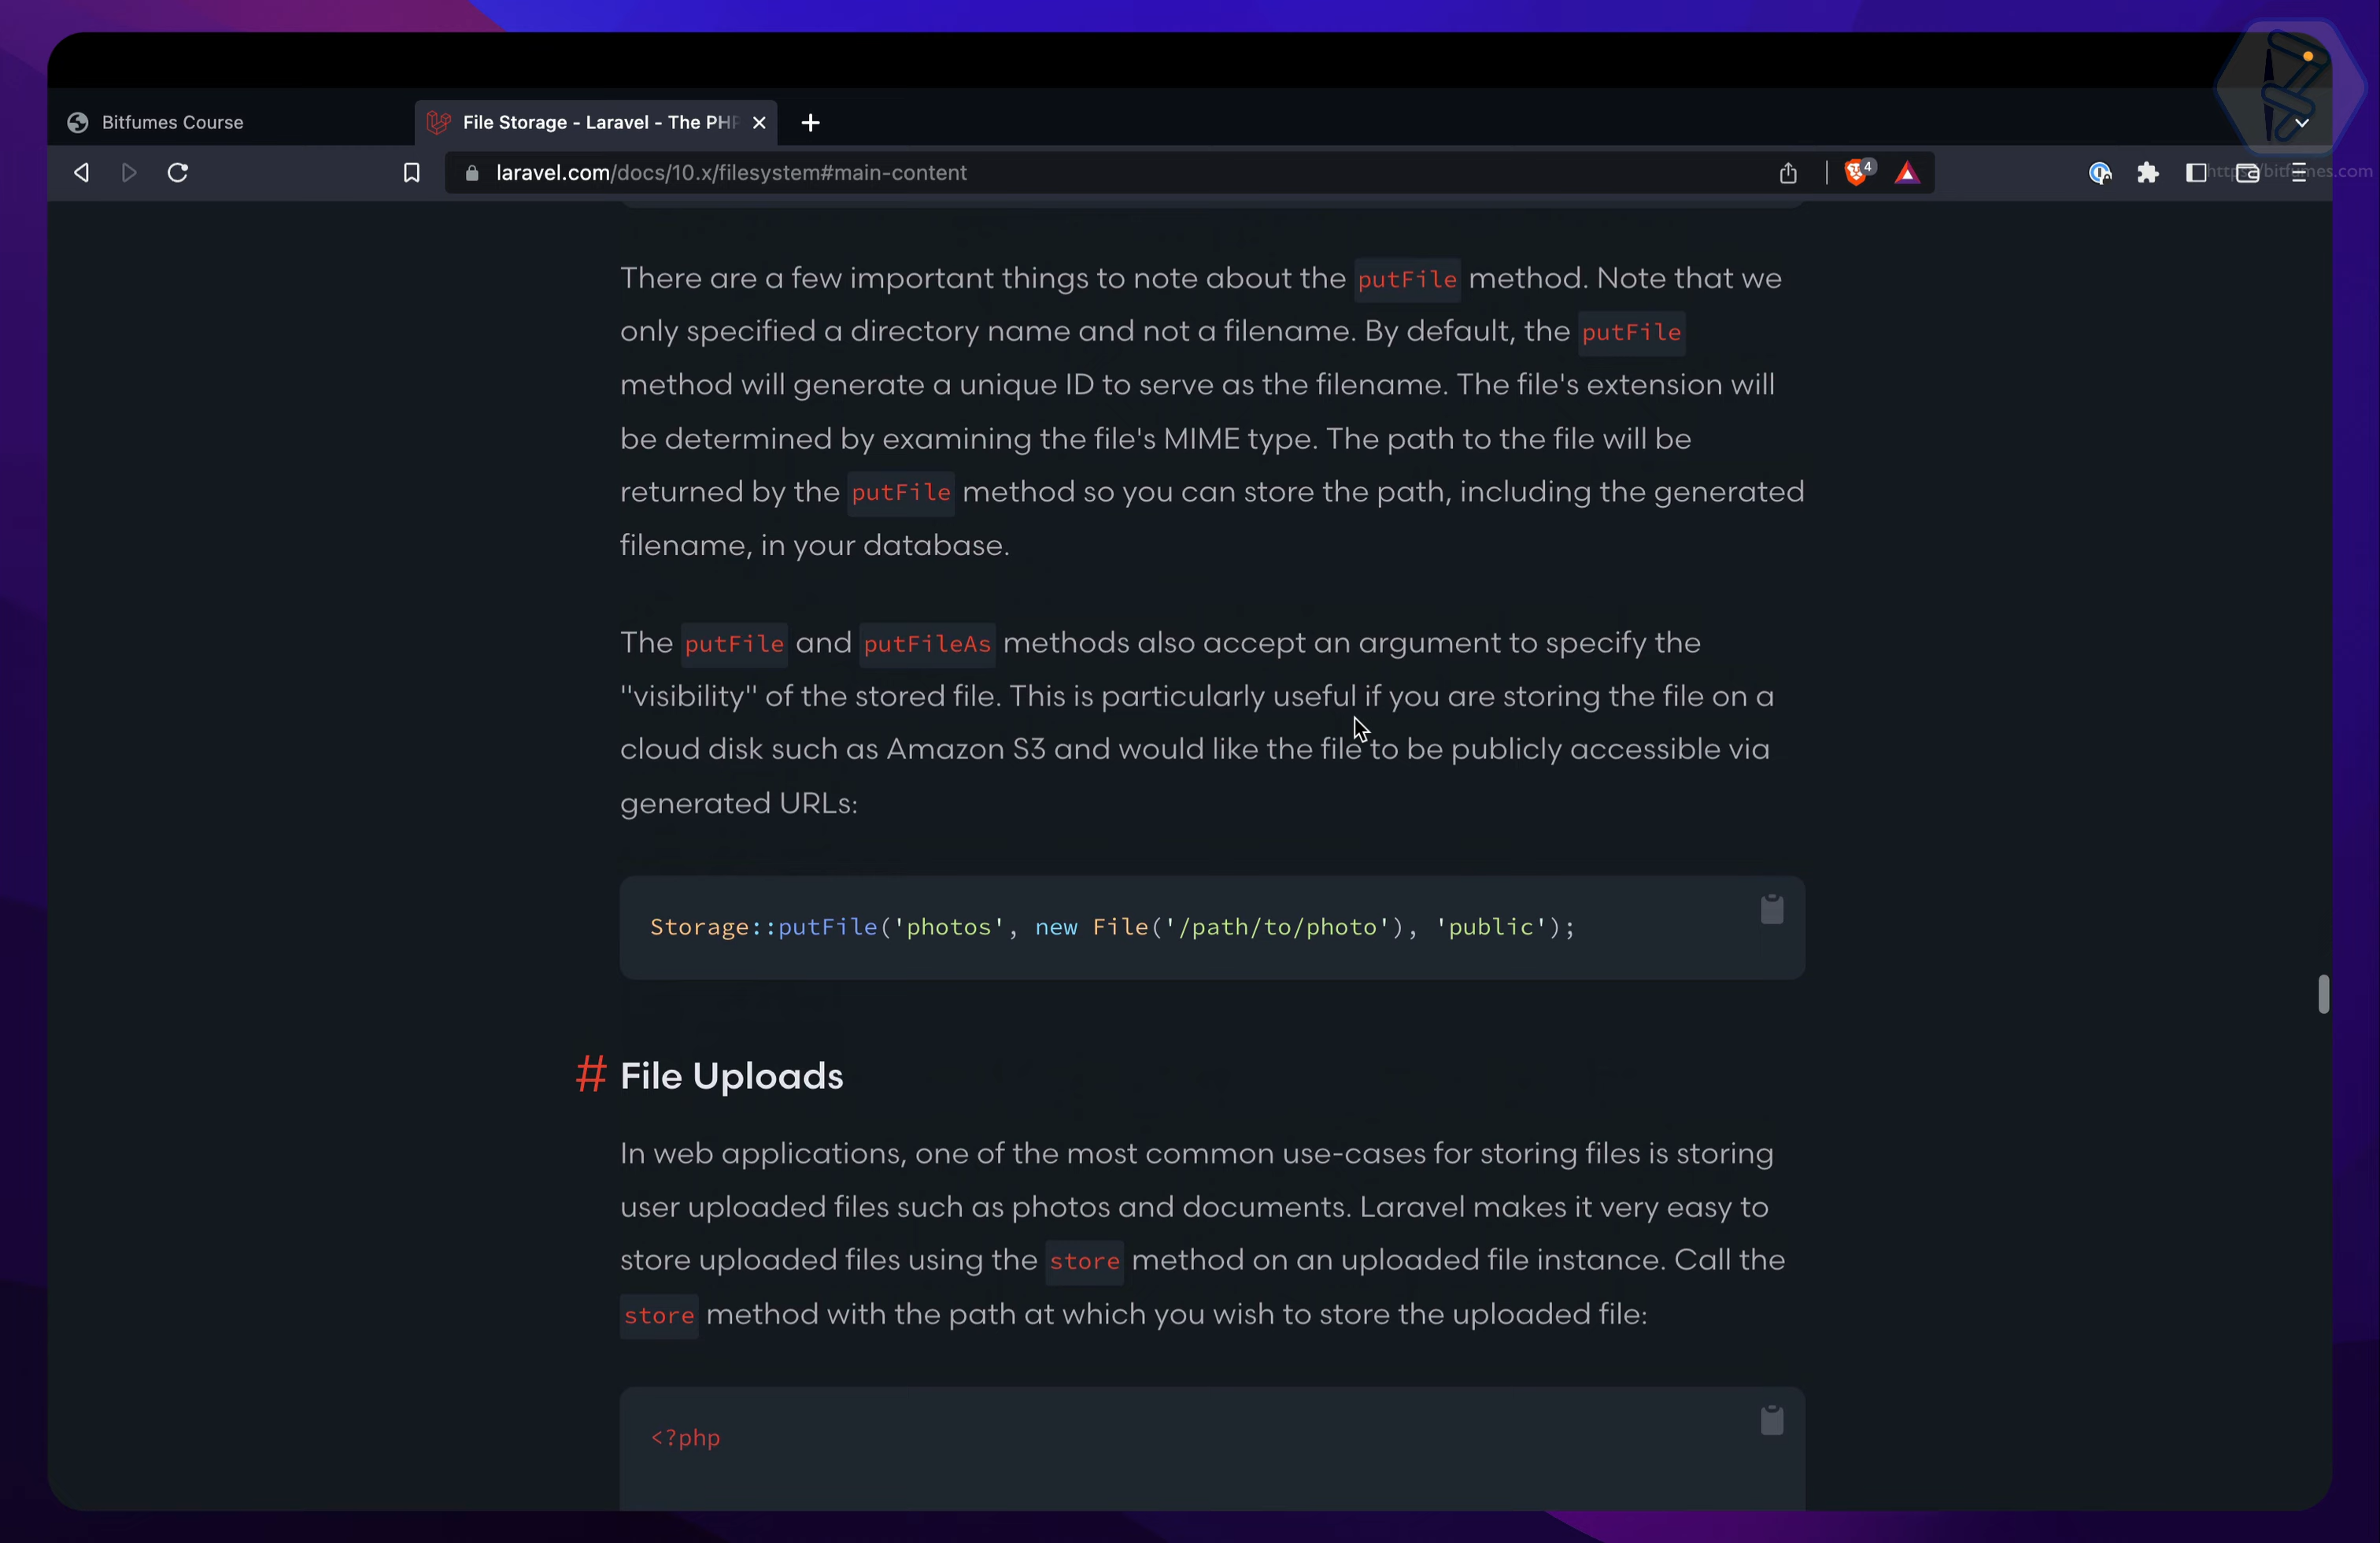 Bitfumes Course
File Storage - Laravel - The PHP
laravel.com/docs/10.x/filesystem#main-content
4
https://bitfumes.com
There are a few important things to note about the putFile method. Note that we
only specified a directory name and not a filename. By default, the putFile
method will generate a unique ID to serve as the filename. The file's extension will
be determined by examining the file's MIME type. The path to the file will be
returned by the putFile method so you can store the path, including the generated
filename, in your database.
The putFile and putFileAs methods also accept an argument to specify the
"visibility" of the stored file. This is particularly useful if you are storing the file on a
cloud disk such as Amazon S3 and would like the file to be publicly accessible via
generated URLs:
Storage::putFile('photos', new File('/path/to/photo'), 'public');
# File Uploads
In web applications, one of the most common use-cases for storing files is storing
user uploaded files such as photos and documents. Laravel makes it very easy to
store uploaded files using the store method on an uploaded file instance. Call the
store method with the path at which you wish to store the uploaded file:
<?php